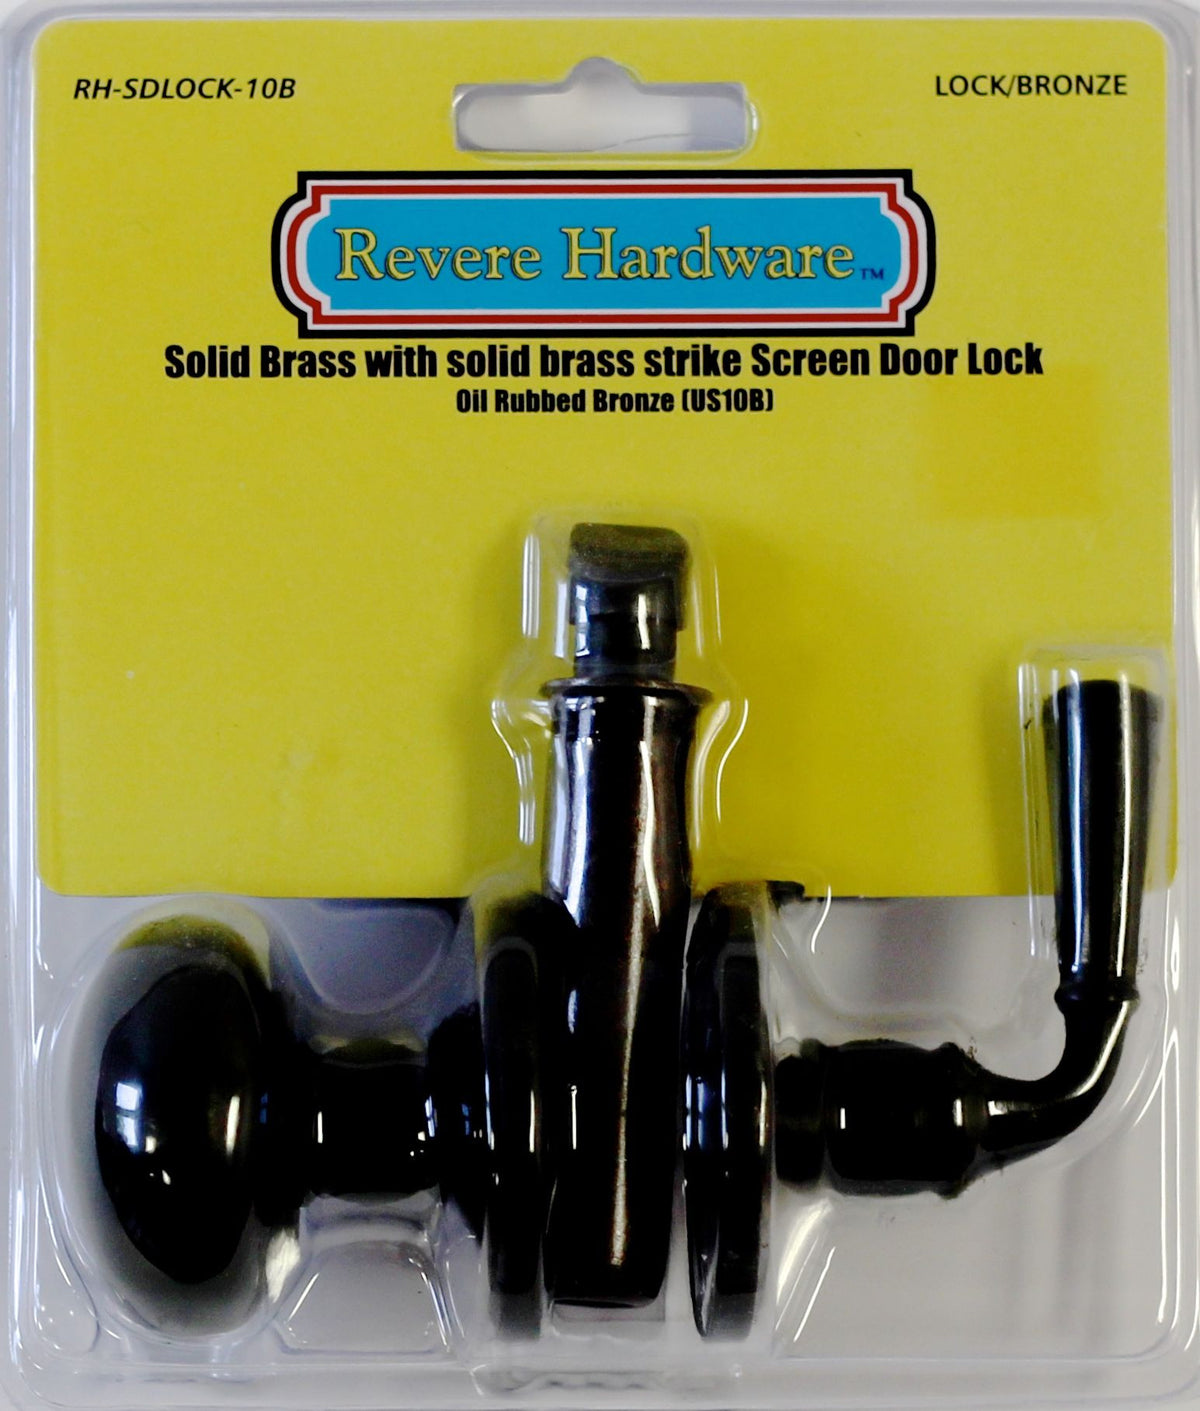 RH-SDLOCK-10B
LOCK/BRONZE
Revere Hardware™
Solid Brass with solid brass strike Screen Door Lock
Oil Rubbed Bronze (US10B)